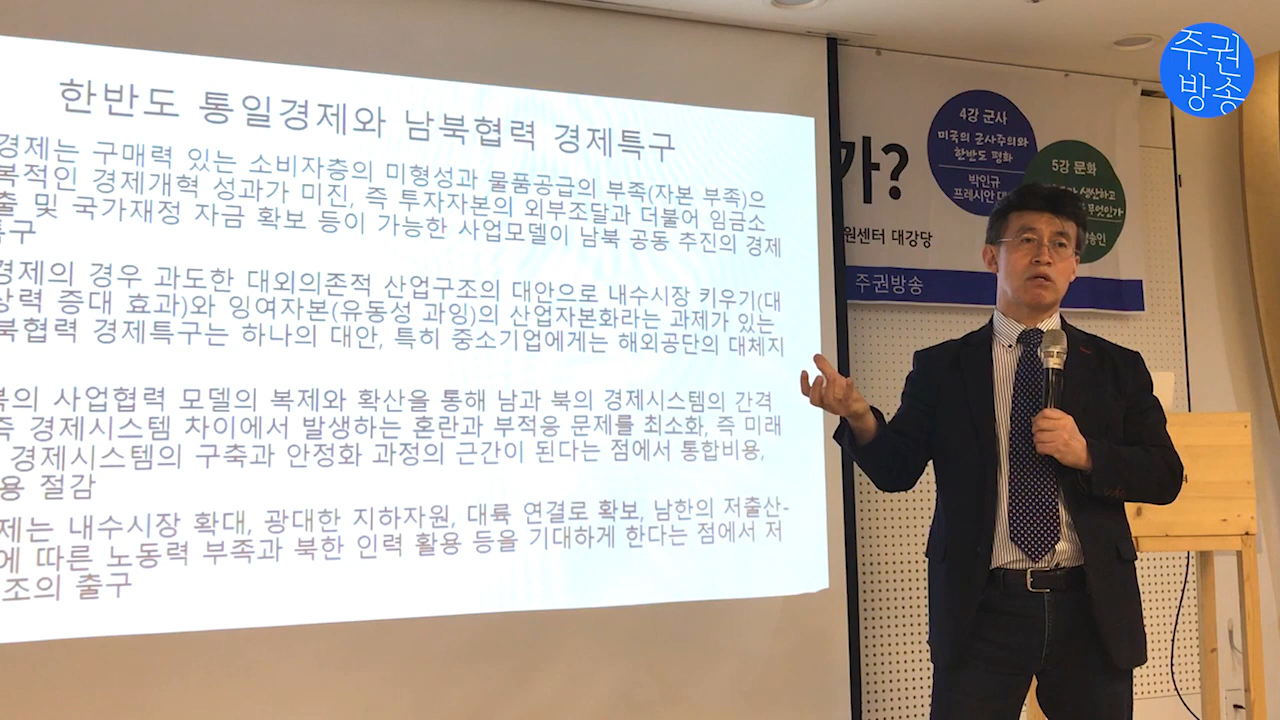 한반도 통일경제와 남북협력 경제특구
경제는 구매력 있는 소비자층의 미형성과 물품공급의 부족(자본 부족)으
복적인 경제개혁 성과가 미진, 즉 투자자본의 외부조달과 더불어 임금소
출 및 국가재정 자금 확보 등이 가능한 사업모델이 남북 공동 추진의 경제
특구
경제의 경우 과도한 대외의존적 산업구조의 대안으로 내수시장 키우기(대
상력 증대 효과)와 잉여자본(유동성 과잉)의 산업자본화라는 과제가 있는
북협력 경제특구는 하나의 대안, 특히 중소기업에게는 해외공단의 대체지
북의 사업협력 모델의 복제와 확산을 통해 남과 북의 경제시스템의 간격
즉 경제시스템 차이에서 발생하는 혼란과 부적응 문제를 최소화, 즉 미래
경제시스템의 구축과 안정화 과정의 근간이 된다는 점에서 통합비용,
용 절감
제는 내수시장 확대, 광대한 지하자원, 대륙 연결로 확보, 남한의 저출산-
에 따른 노동력 부족과 북한 인력 활용 등을 기대하게 한다는 점에서 저
조의 출구
가?
4강 군사
미국의 군사주의와
한반도 평화
박인규
프레시안 대
5강 문화
생산하고
무엇인가
송인
원센터 대강당
주권방송
주권
방송